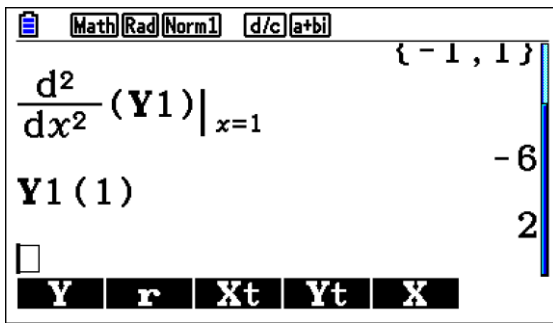 Math Rad Norm1 d/c a+bi
{-1,1}
d²/dx² (Y1)|x=1
-6
Y1(1)
2
Y r Xt Yt X